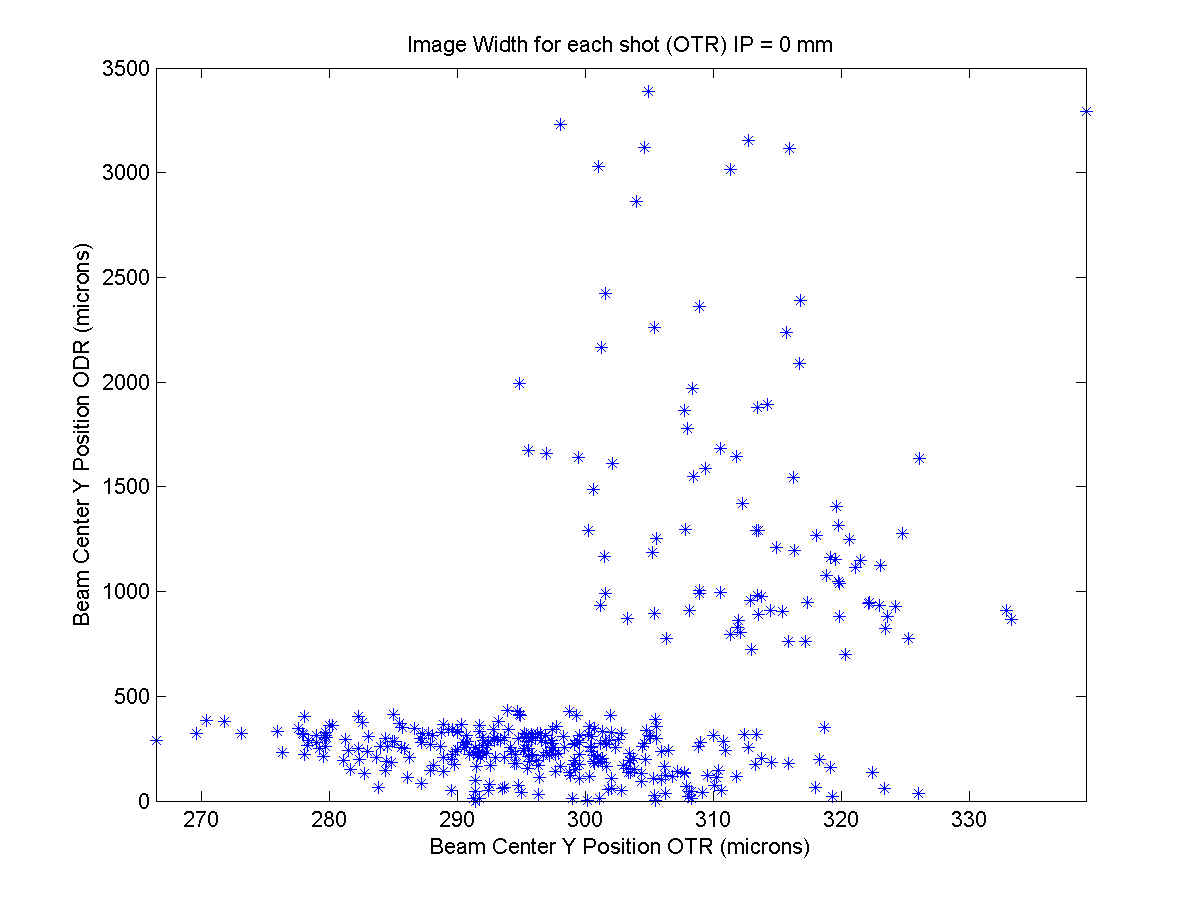 Image Width for each shot (OTR) IP = 0 mm
3500
3000
2500
2000
1500
1000
500
0
Beam Center Y Position ODR (microns)
270 280 290 300 310 320 330
Beam Center Y Position OTR (microns)